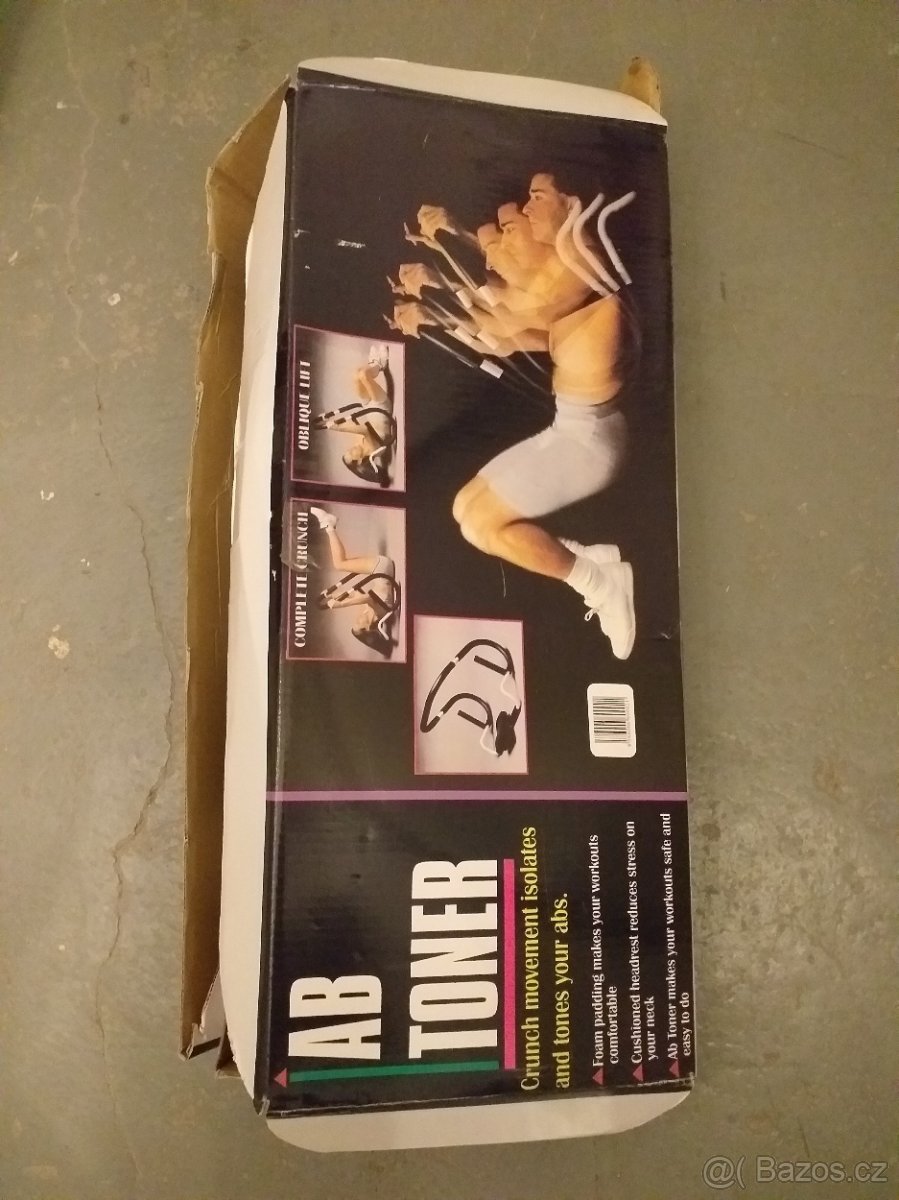 AB
TONER
Crunch movement isolates
and tones your abs.
Foam padding makes your workouts
comfortable
Cushioned headrest reduces stress on
your neck
Ab Toner makes your workouts safe and
easy to do
COMPLETE CRUNCH
OBLIQUE LIFT
@( Bazos.cz